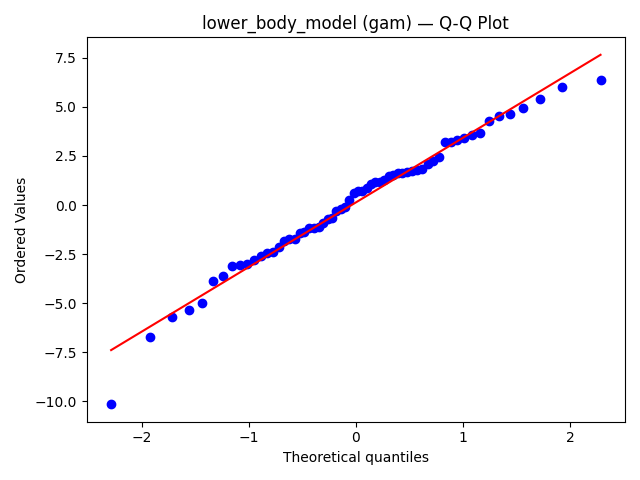 lower_body_model (gam) — Q-Q Plot
Ordered Values
7.5
5.0
2.5
0.0
−2.5
−5.0
−7.5
−10.0
−2 −1 0 1 2
Theoretical quantiles